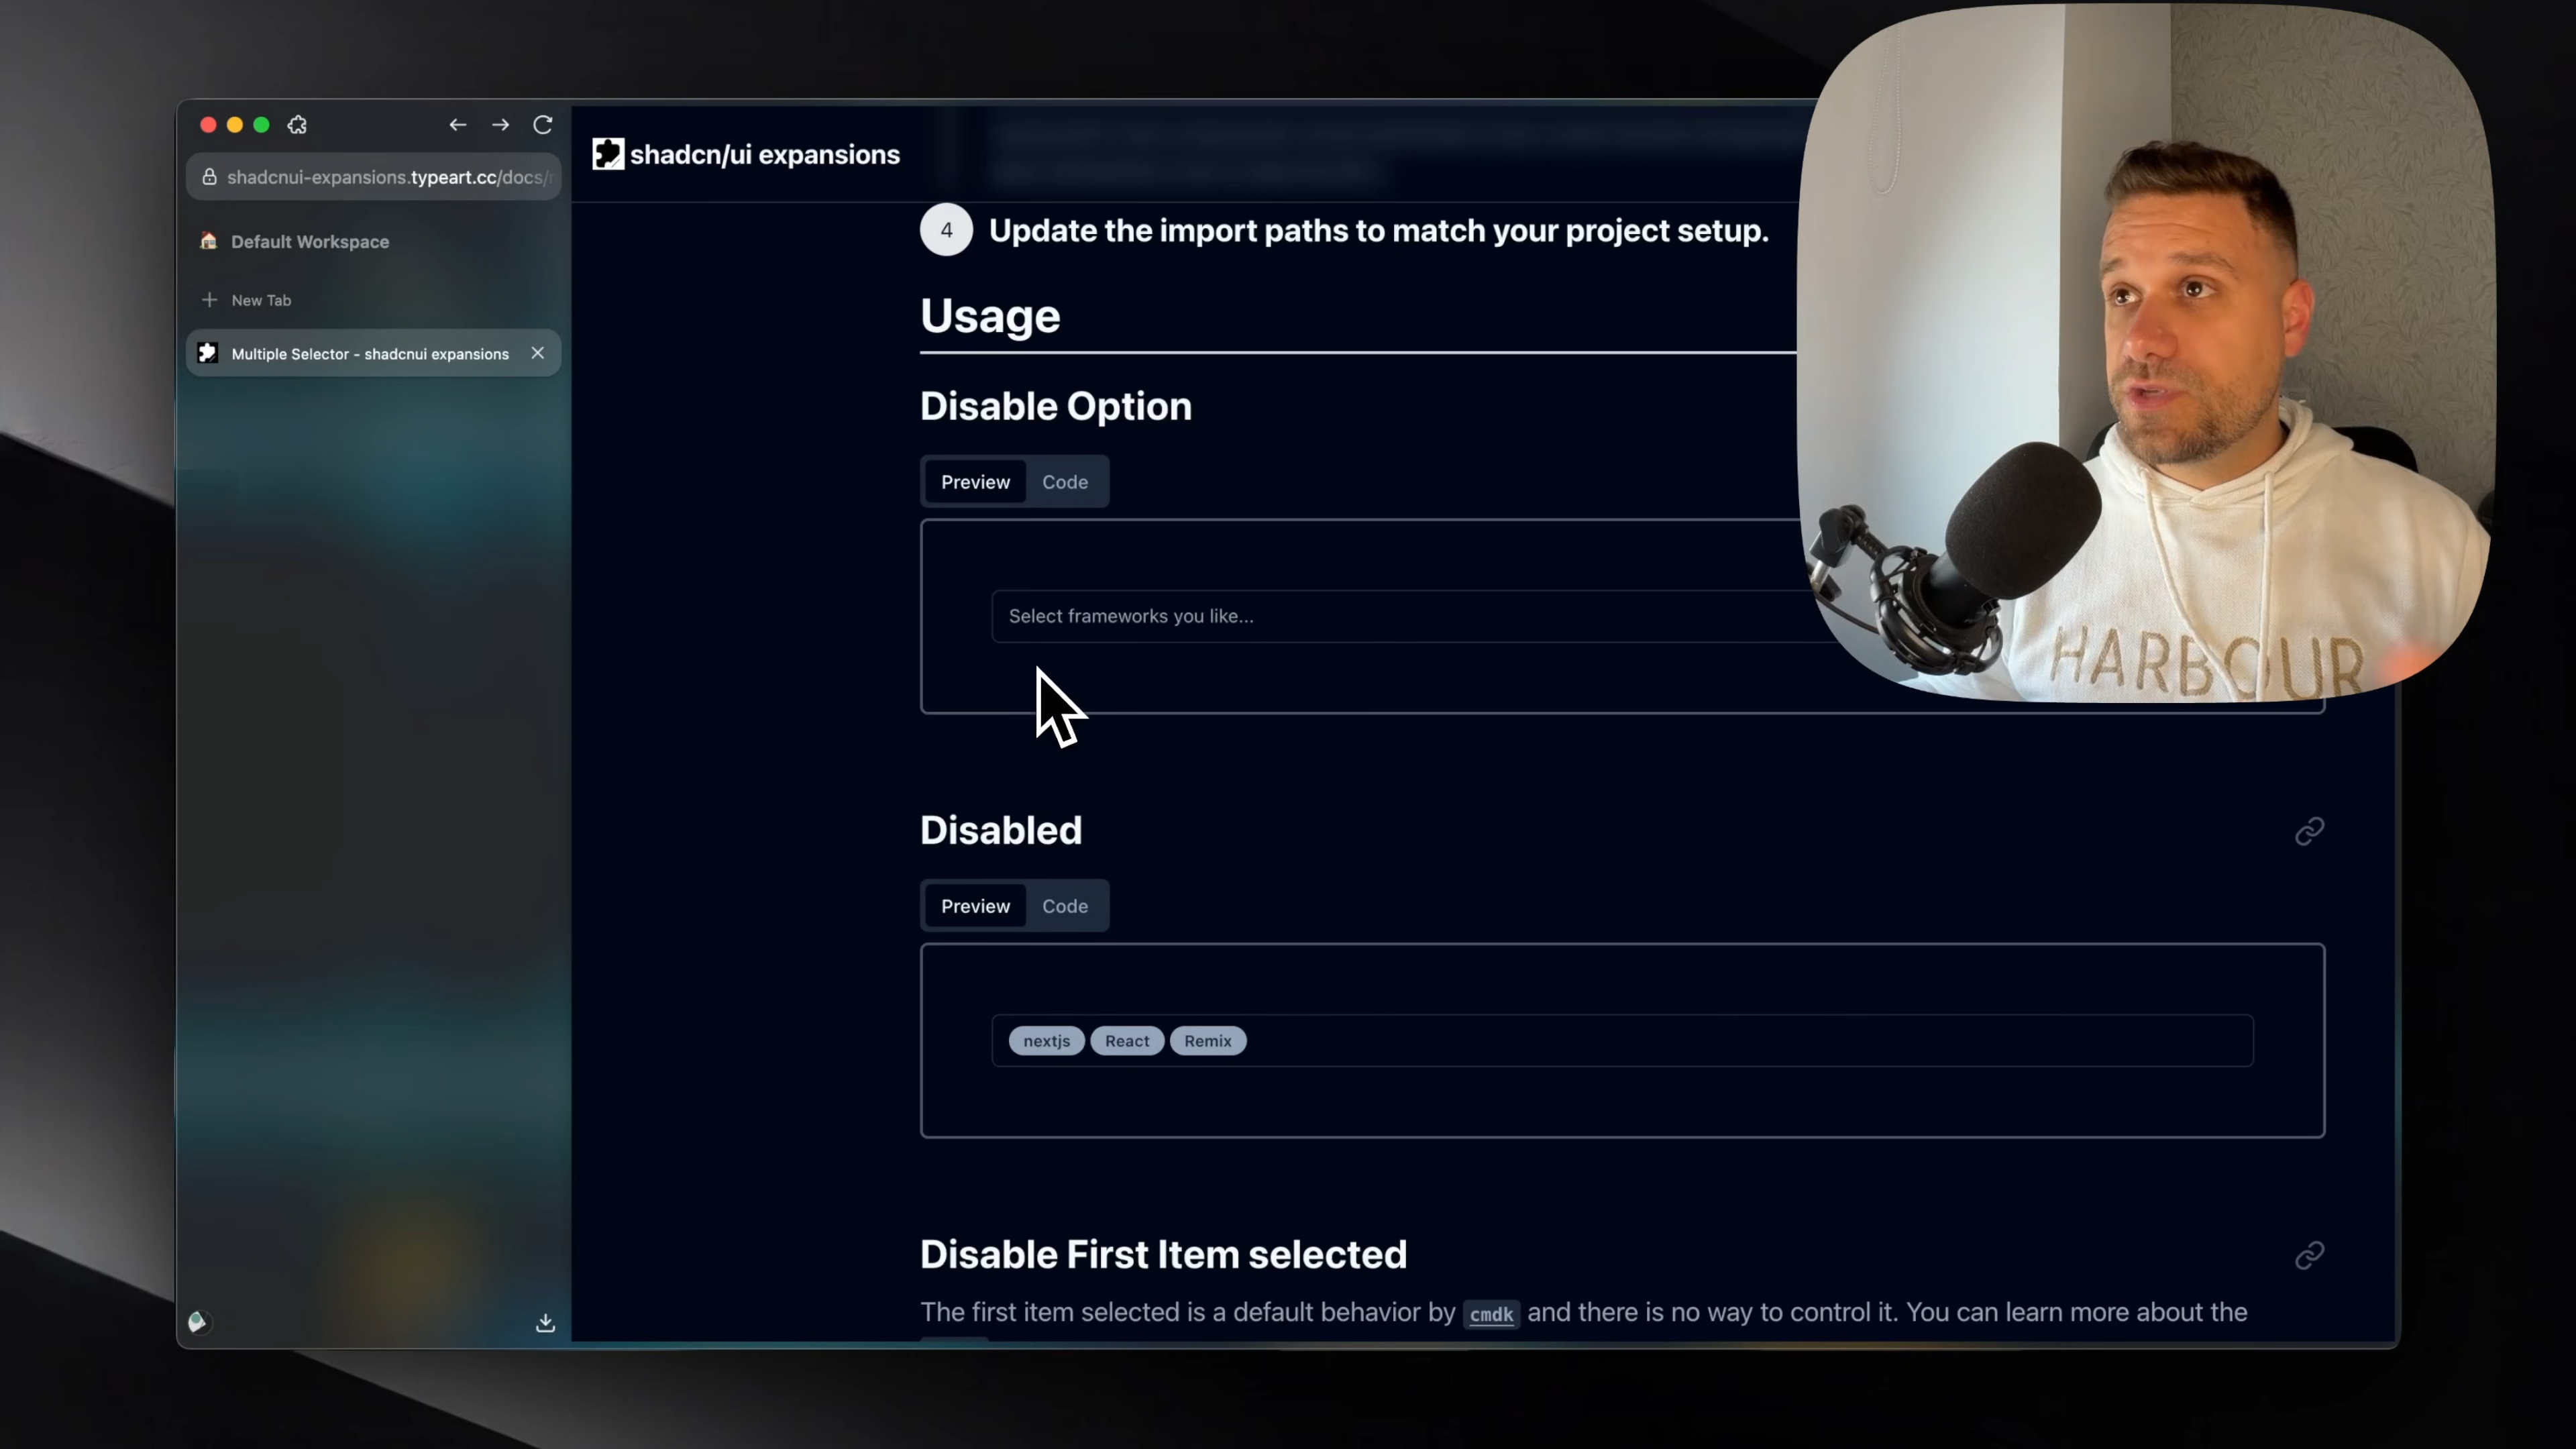 shadcnui-expansions.typeart.cc/docs/
Default Workspace
New Tab
Multiple Selector - shadcnui expansions
shadcn/ui expansions
4 Update the import paths to match your project setup.
Usage
Disable Option
Preview Code
Select frameworks you like...
Disabled
Preview Code
nextjs React Remix
Disable First Item selected
The first item selected is a default behavior by cmdk and there is no way to control it. You can learn more about the
HARBOUR